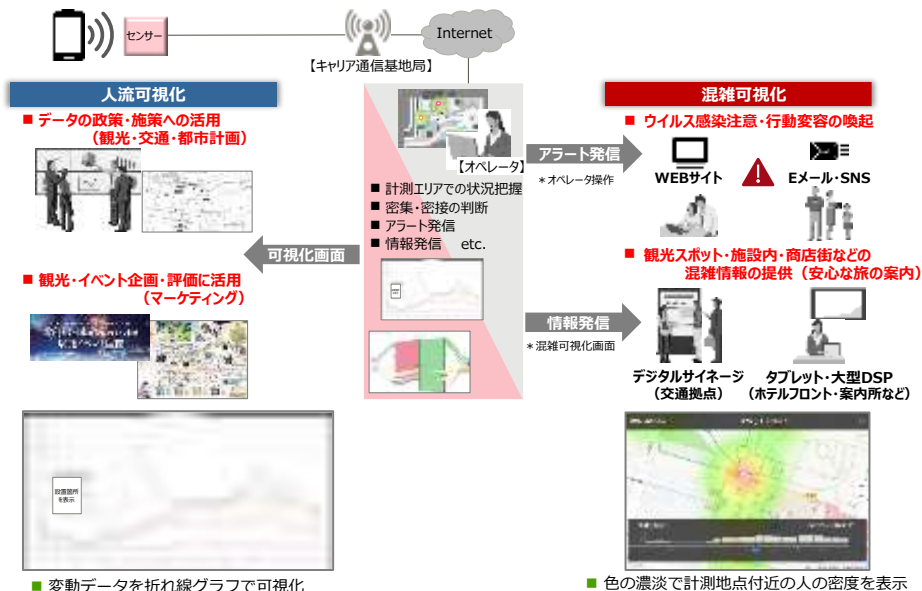 センサー
Internet
【キャリア通信基地局】
人流可視化
■ データの政策・施策への活用
(観光・交通・都市計画)
■ 観光・イベント企画・評価に活用
(マーケティング)
設置箇所
を表示
■ 変動データを折れ線グラフで可視化
【オペレータ】
■ 計測エリアでの状況把握
■ 密集・密接の判断
■ アラート発信
■ 情報発信 etc.
可視化画面
アラート発信
＊オペレータ操作
情報発信
＊混雑可視化画面
混雑可視化
■ ウイルス感染注意・行動変容の喚起
WEBサイト
Eメール・SNS
■ 観光スポット・施設内・商店街などの
混雑情報の提供（安心な旅の案内）
デジタルサイネージ
（交通拠点）
タブレット・大型DSP
（ホテルフロント・案内所など）
■ 色の濃淡で計測地点付近の人の密度を表示